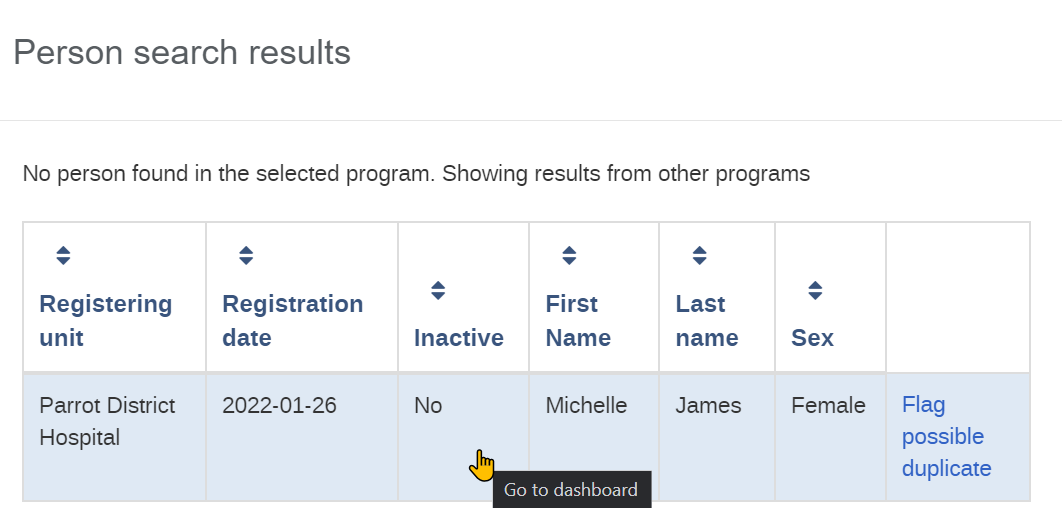 Person search results
No person found in the selected program. Showing results from other programs
Registering unit
Registration date
Inactive
First Name
Last name
Sex
Parrot District Hospital
2022-01-26
No
Michelle
James
Female
Flag possible duplicate
Go to dashboard